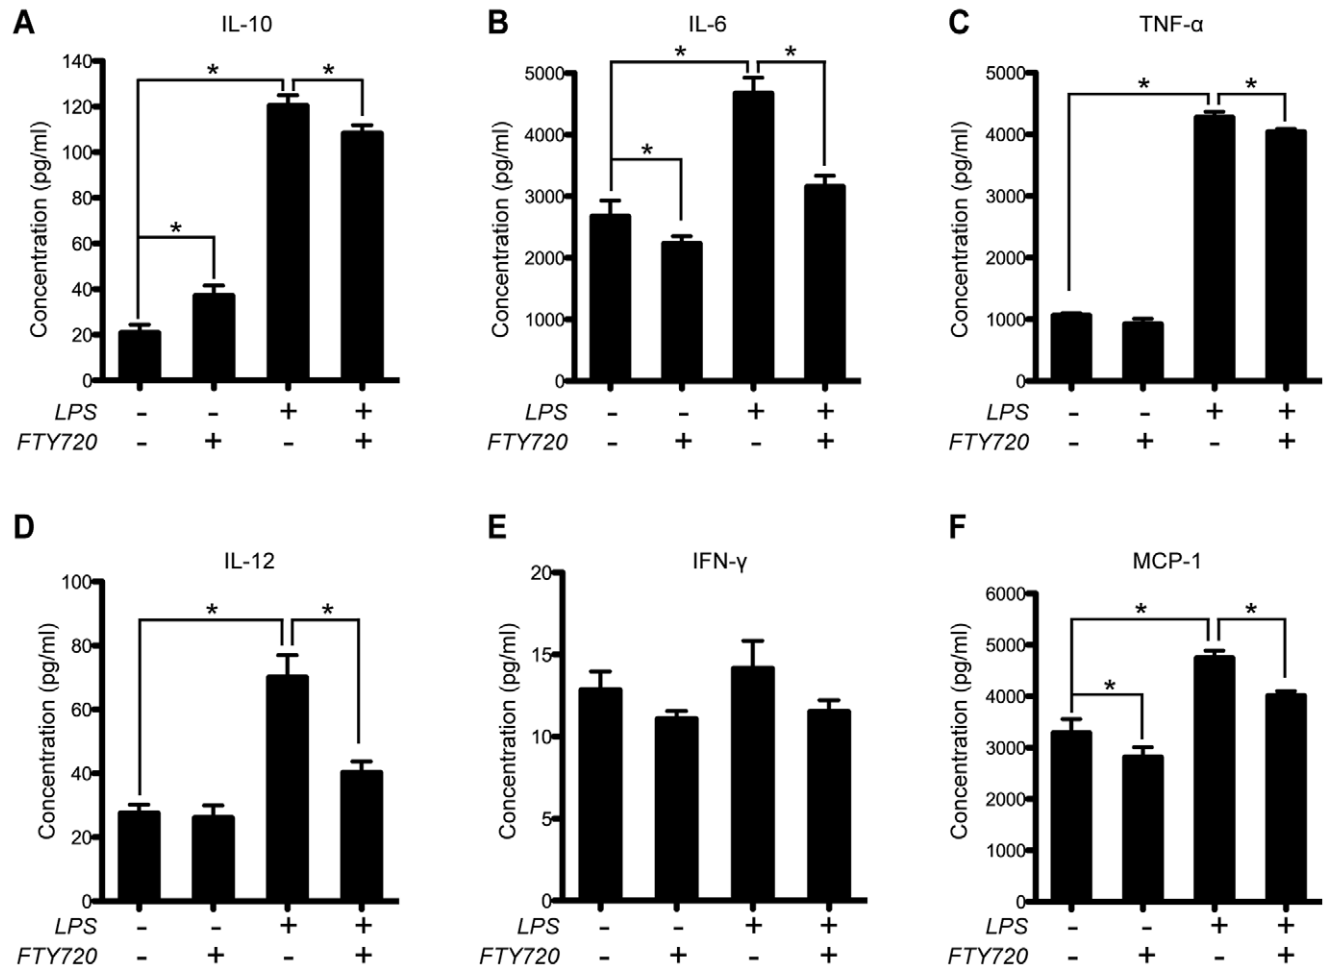 A IL-10
Concentration (pg/ml)
140
120
100
80
60
40
20
0
* * *
LPS - - + +
FTY720 - + - +
B IL-6
Concentration (pg/ml)
5000
4000
3000
2000
1000
0
* * *
LPS - - + +
FTY720 - + - +
C TNF-α
Concentration (pg/ml)
5000
4000
3000
2000
1000
0
* *
LPS - - + +
FTY720 - + - +
D IL-12
Concentration (pg/ml)
100
80
60
40
20
0
* *
LPS - - + +
FTY720 - + - +
E IFN-γ
Concentration (pg/ml)
20
15
10
5
0
LPS - - + +
FTY720 - + - +
F MCP-1
Concentration (pg/ml)
6000
5000
4000
3000
2000
1000
0
* * *
LPS - - + +
FTY720 - + - +